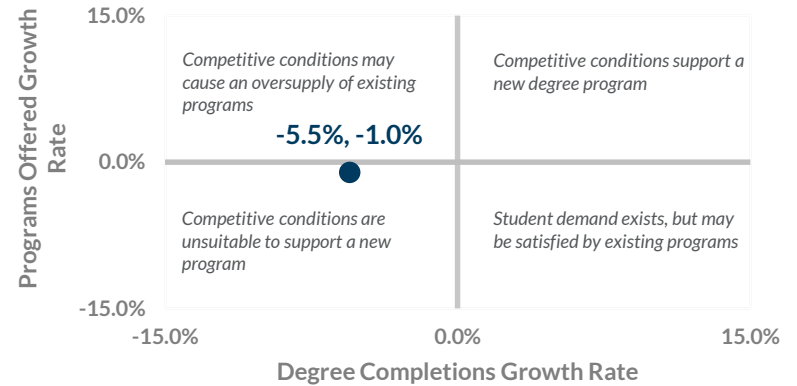 Programs Offered Growth
Rate
15.0%
0.0%
-15.0%
Competitive conditions may
cause an oversupply of existing
programs
Competitive conditions support a
new degree program
-5.5%, -1.0%
Competitive conditions are
unsuitable to support a new
program
Student demand exists, but may
be satisfied by existing programs
-15.0%
0.0%
15.0%
Degree Completions Growth Rate